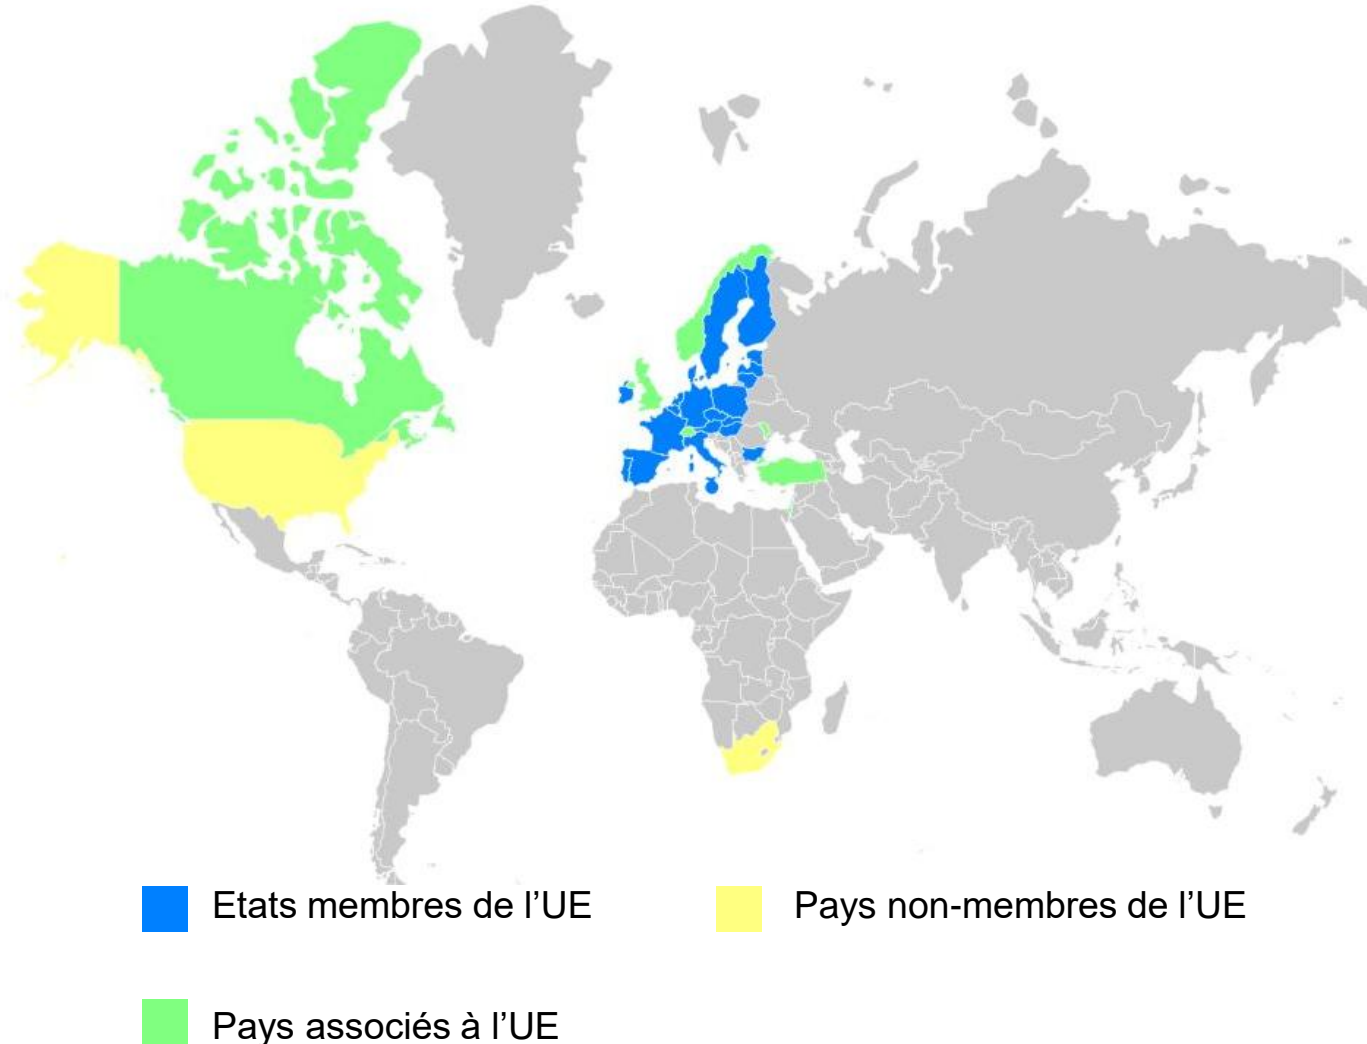 Etats membres de l’UE
Pays non-membres de l’UE
Pays associés à l’UE